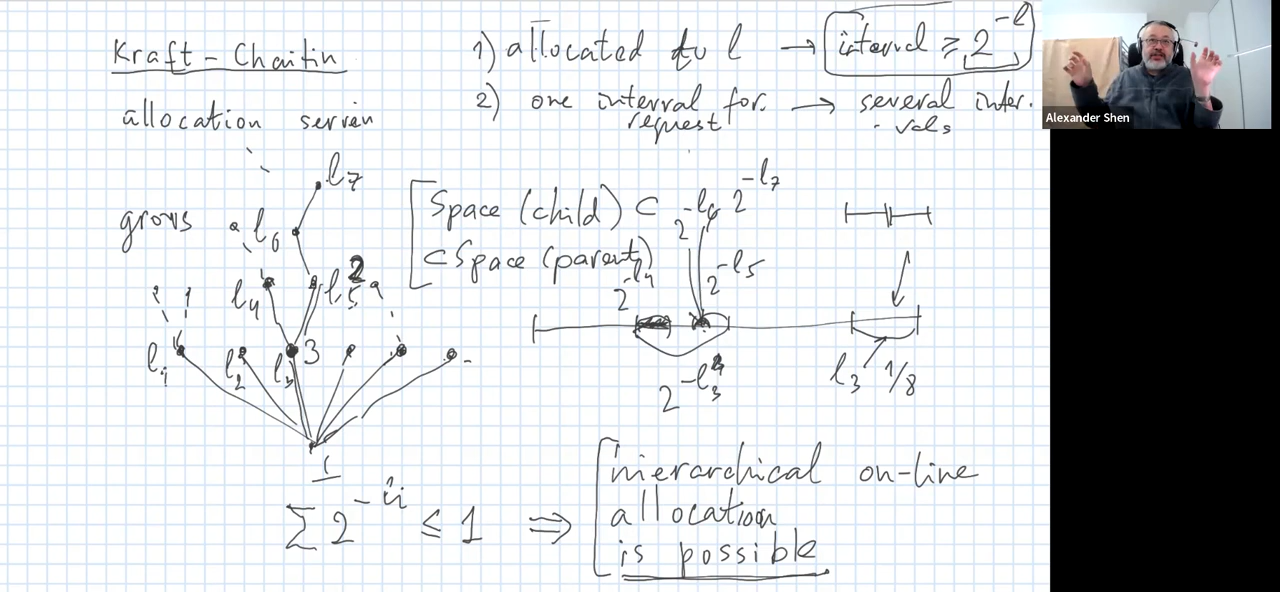 Kraft - Chaitin
allocation
1) allocated to l → interval ≥ 2^-l
2) one interval for request → several intervals
Alexander Shen
grows
l7
l6
l4
l5 2
l1
l2
l3
3
Space (child) ⊂
⊂ Space (parent)
2^-l6
2^-l7
2^-l4
2^-l5
2^-l3
l3 1/8
∑ 2^-li ≤ 1 ⇒
hierarchical on-line
allocation
is possible